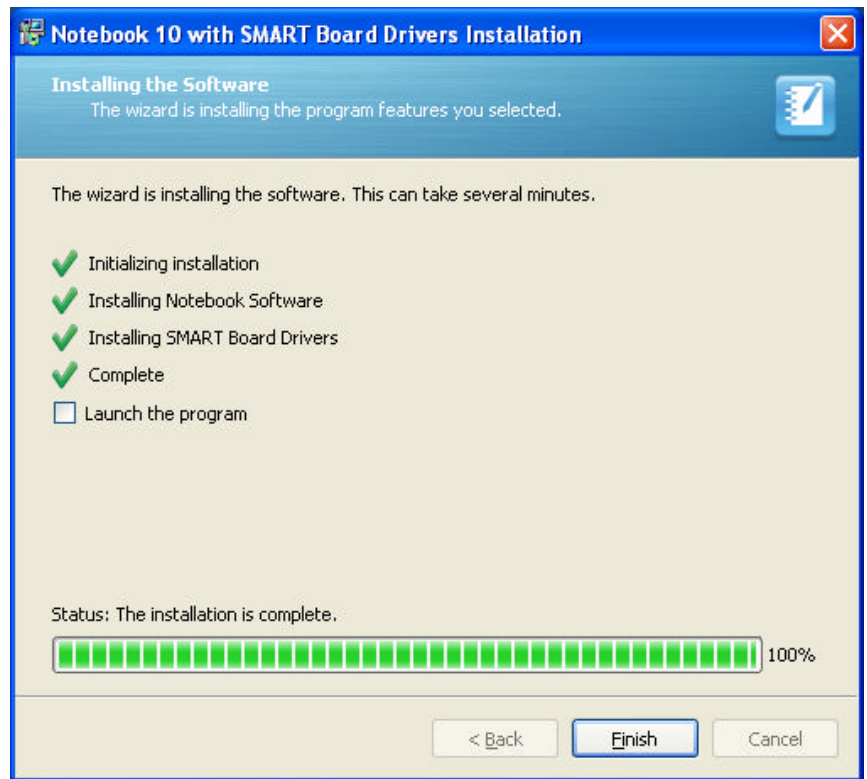 Notebook 10 with SMART Board Drivers Installation
Installing the Software
The wizard is installing the program features you selected.
The wizard is installing the software. This can take several minutes.
Initializing installation
Installing Notebook Software
Installing SMART Board Drivers
Complete
Launch the program
Status: The installation is complete.
100%
< Back Finish Cancel